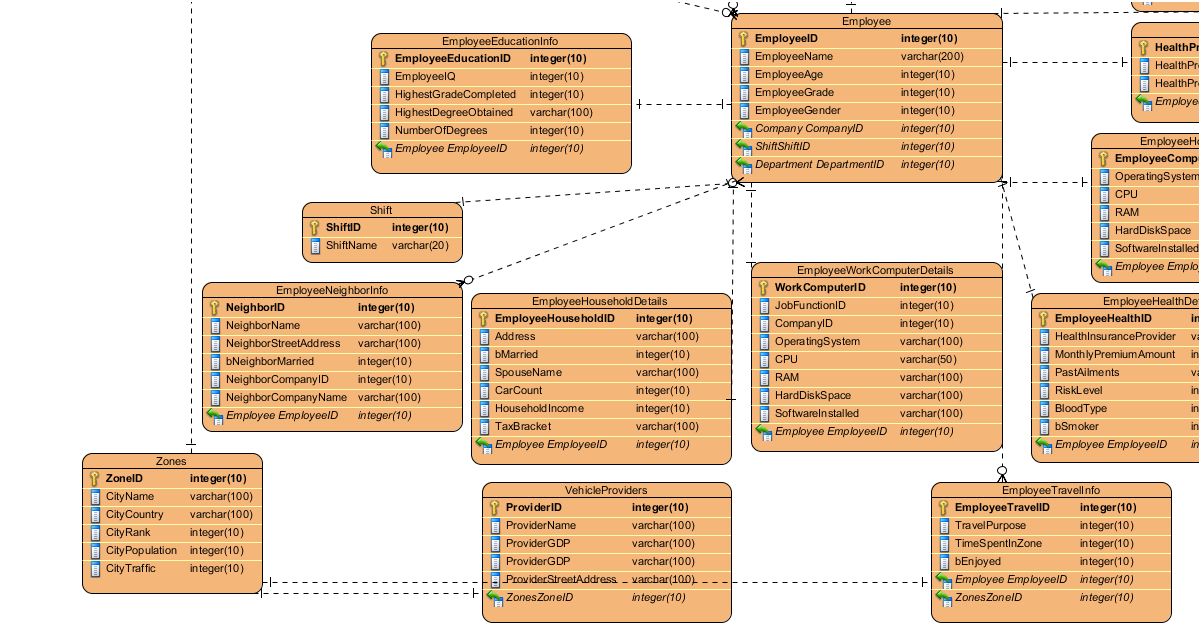 Employee
EmployeeID integer(10)
EmployeeName varchar(200)
EmployeeAge integer(10)
EmployeeGrade integer(10)
EmployeeGender integer(10)
Company CompanyID integer(10)
ShiftShiftID integer(10)
Department DepartmentID integer(10)
EmployeeEducationInfo
EmployeeEducationID integer(10)
EmployeeIQ integer(10)
HighestGradeCompleted integer(10)
HighestDegreeObtained varchar(100)
NumberOfDegrees integer(10)
Employee EmployeeID integer(10)
HealthPr
HealthPr
HealthPr
Employee
EmployeeHo
EmployeeComp
OperatingSystem
CPU
RAM
HardDiskSpace
SoftwareInstalled
Employee Emplo
Shift
ShiftID integer(10)
ShiftName varchar(20)
EmployeeNeighborInfo
NeighborID integer(10)
NeighborName varchar(100)
NeighborStreetAddress varchar(100)
bNeighborMarried integer(10)
NeighborCompanyID integer(10)
NeighborCompanyName varchar(100)
Employee EmployeeID integer(10)
EmployeeHouseholdDetails
EmployeeHouseholdID integer(10)
Address varchar(100)
bMarried integer(10)
SpouseName varchar(100)
CarCount integer(10)
HouseholdIncome integer(10)
TaxBracket varchar(100)
Employee EmployeeID integer(10)
EmployeeWorkComputerDetails
WorkComputerID integer(10)
JobFunctionID integer(10)
CompanyID integer(10)
OperatingSystem varchar(100)
CPU varchar(50)
RAM varchar(100)
HardDiskSpace varchar(100)
SoftwareInstalled varchar(100)
Employee EmployeeID integer(10)
EmployeeHealthDet
EmployeeHealthID in
HealthInsuranceProvider va
MonthlyPremiumAmount in
PastAilments va
RiskLevel in
BloodType in
bSmoker in
Employee EmployeeID in
Zones
ZoneID integer(10)
CityName varchar(100)
CityCountry varchar(100)
CityRank integer(10)
CityPopulation integer(10)
CityTraffic integer(10)
VehicleProviders
ProviderID integer(10)
ProviderName varchar(100)
ProviderGDP varchar(100)
ProviderGDP integer(10)
ProviderStreetAddress varchar(100)
ZonesZoneID integer(10)
EmployeeTravelInfo
EmployeeTravelID integer(10)
TravelPurpose integer(10)
TimeSpentInZone integer(10)
bEnjoyed integer(10)
Employee EmployeeID integer(10)
ZonesZoneID integer(10)